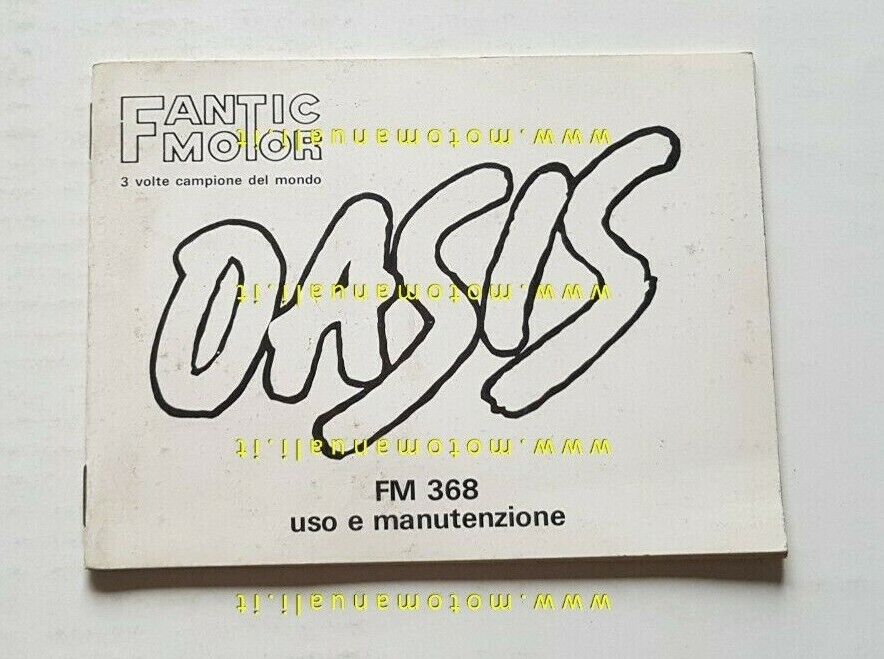 FANTIC
MOTOR
3 volte campione del mondo
www.motomanuali.it
OASIS
www.motomanuali.it
www.motomanuali.it
FM 368
uso e manutenzione
www.motomanuali.it